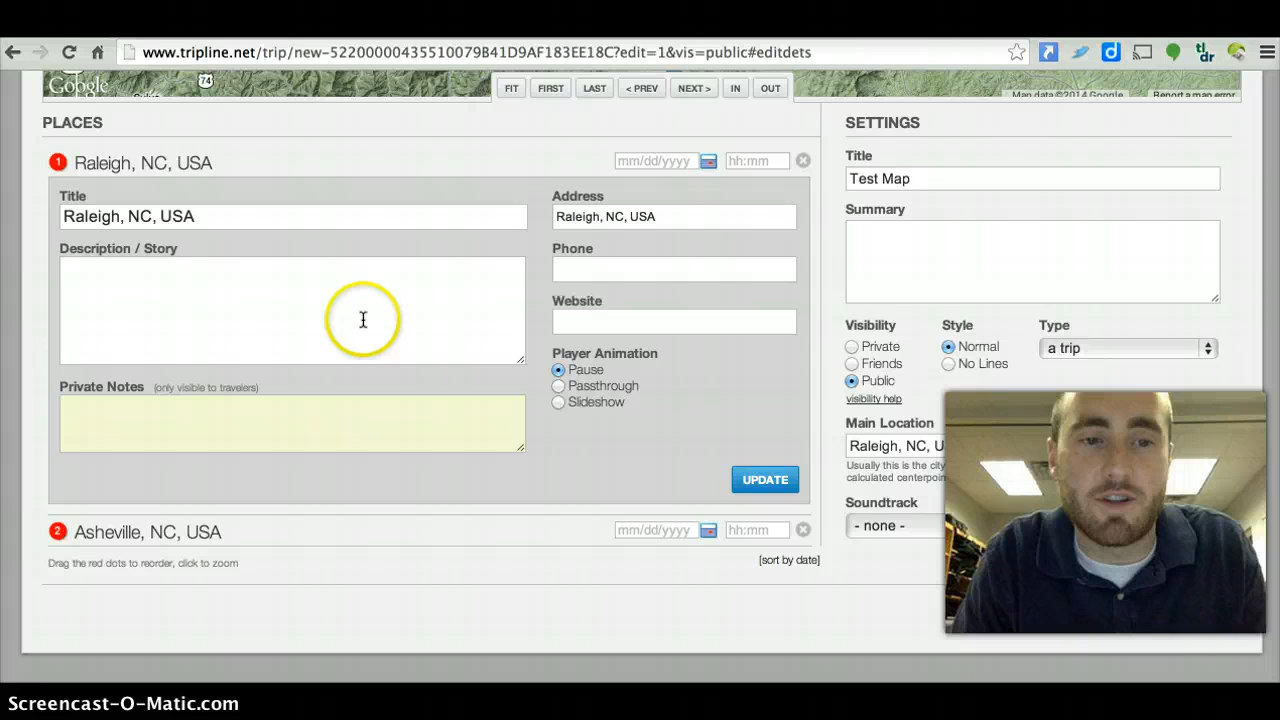 www.tripline.net/trip/new-52200000435510079B41D9AF183EE18C?edit=1&vis=public#editdets
tl;
dr
Google
74
FIT FIRST LAST < PREV NEXT > IN OUT
Map data ©2014 Google
Report a map error
PLACES
1 Raleigh, NC, USA
mm/dd/yyyy
hh:mm
Title
Raleigh, NC, USA
Description / Story
Private Notes (only visible to travelers)
Address
Raleigh, NC, USA
Phone
Website
Player Animation
Pause
Passthrough
Slideshow
UPDATE
2 Asheville, NC, USA
mm/dd/yyyy
hh:mm
Drag the red dots to reorder, click to zoom
[sort by date]
SETTINGS
Title
Test Map
Summary
Visibility
Private
Friends
Public
visibility help
Style
Normal
No Lines
Type
a trip
Main Location
Raleigh, NC, U
Usually this is the city
calculated centerpoin
Soundtrack
- none -
Screencast-O-Matic.com